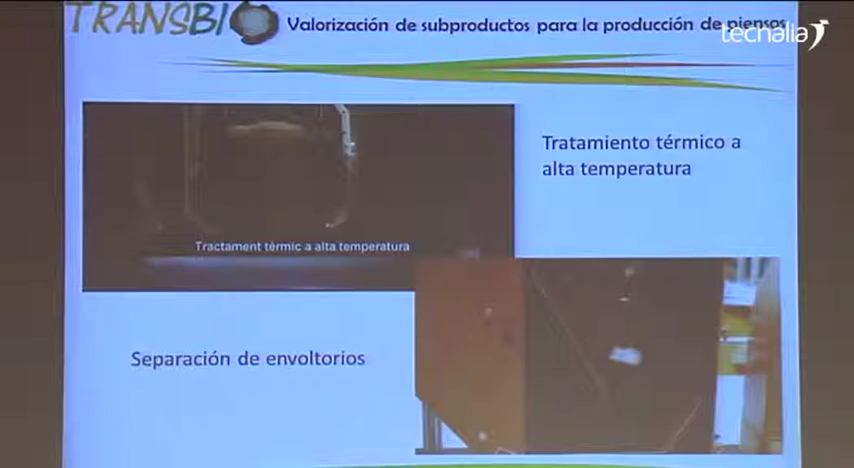 TRANSBIO
Valorización de subproductos para la producción de piensos
tecnalia
Tratamiento térmico a
alta temperatura
Tractament tèrmic a alta temperatura
Separación de envoltorios